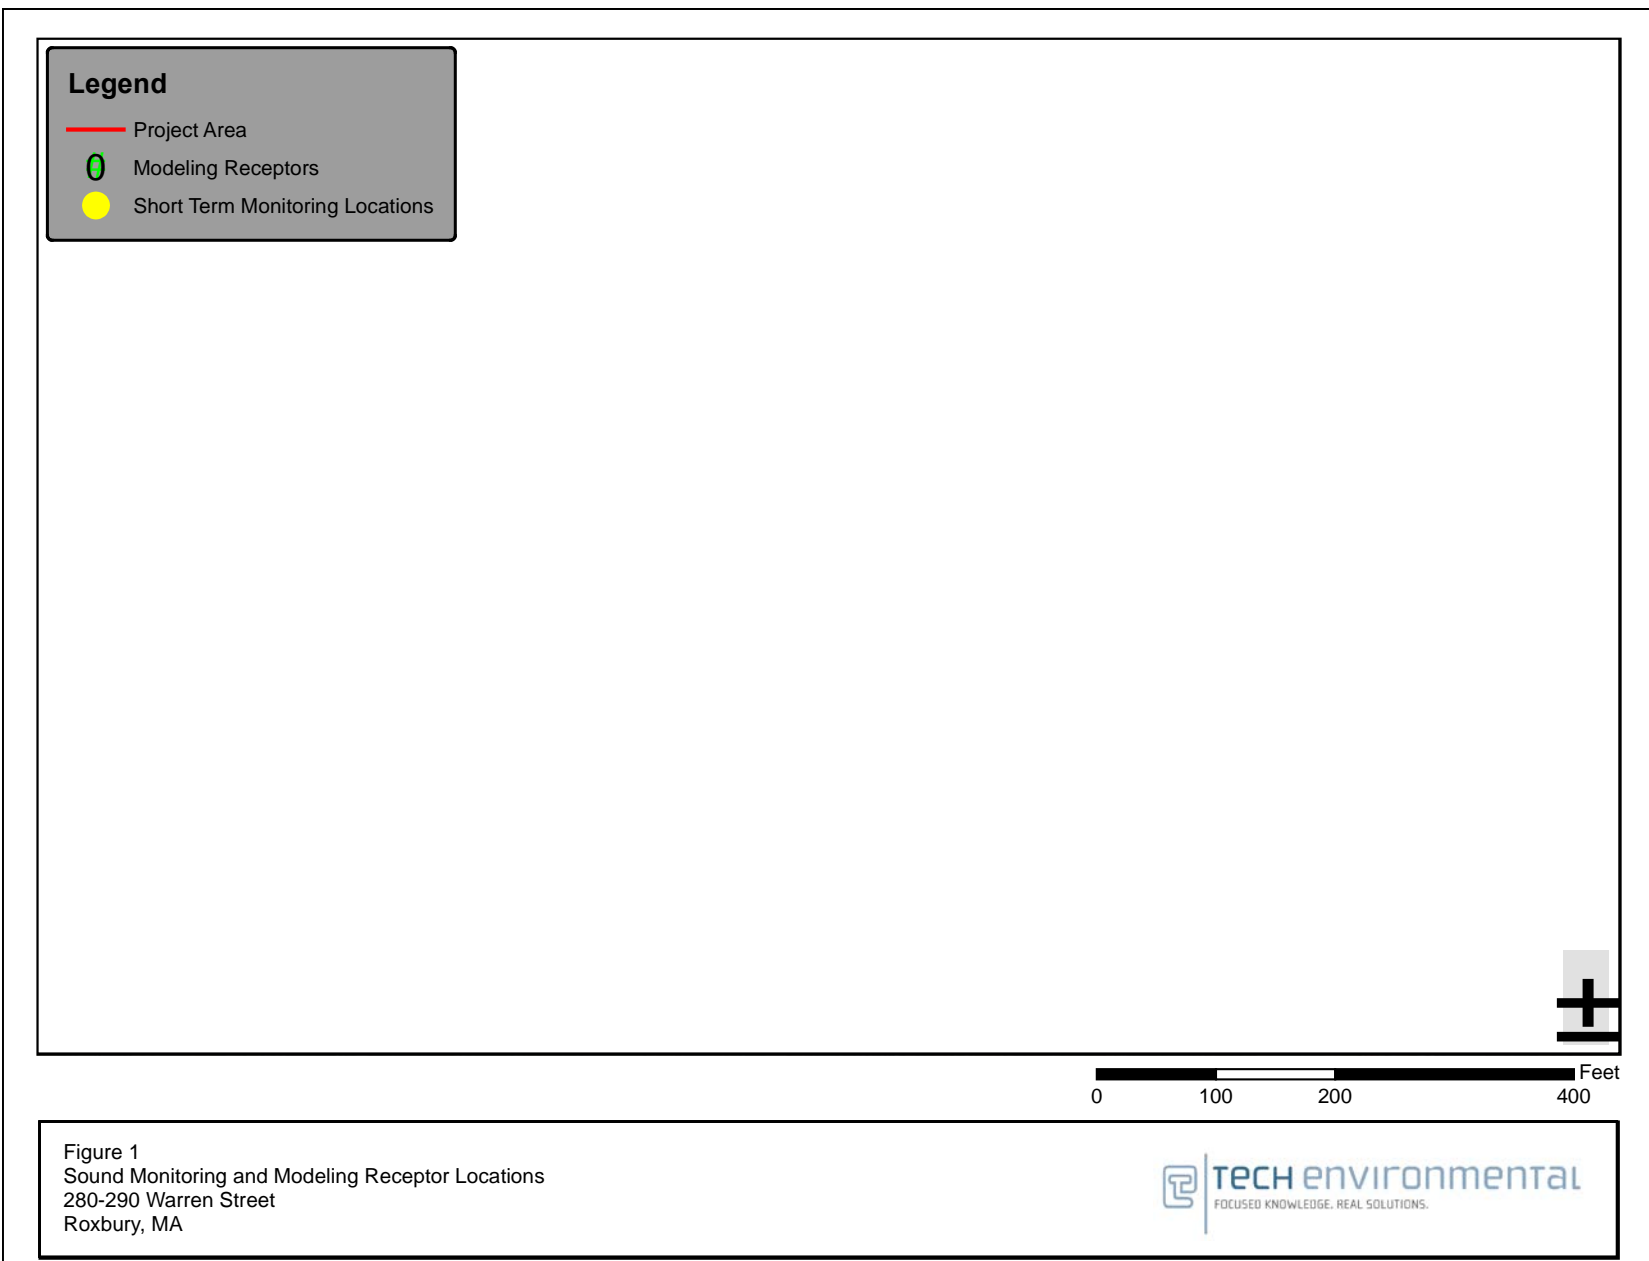 Legend
Project Area
0 Modeling Receptors
Short Term Monitoring Locations
±
Feet
0 100 200 400
Figure 1
Sound Monitoring and Modeling Receptor Locations
280-290 Warren Street
Roxbury, MA
TECH environmental
FOCUSED KNOWLEDGE. REAL SOLUTIONS.